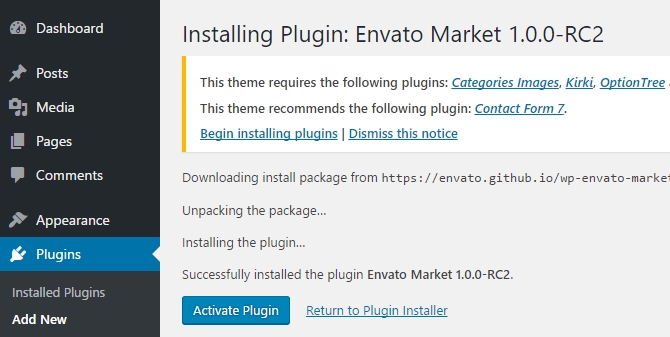 Dashboard
Posts
Media
Pages
Comments
Appearance
Plugins
Installed Plugins
Add New
Installing Plugin: Envato Market 1.0.0-RC2
This theme requires the following plugins: Categories Images, Kirki, OptionTree
This theme recommends the following plugin: Contact Form 7.
Begin installing plugins | Dismiss this notice
Downloading install package from https://envato.github.io/wp-envato-market
Unpacking the package…
Installing the plugin…
Successfully installed the plugin Envato Market 1.0.0-RC2.
Activate Plugin Return to Plugin Installer